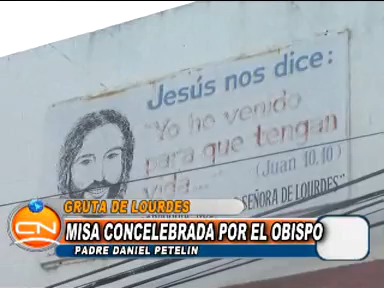 Jesús nos dice:
"Yo he venido
para que tengan
vida...."
(Juan 10,10)
SEÑORA DE LOURDES"
GRUTA DE LOURDES
CN
MISA CONCELEBRADA POR EL OBISPO
PADRE DANIEL PETELIN